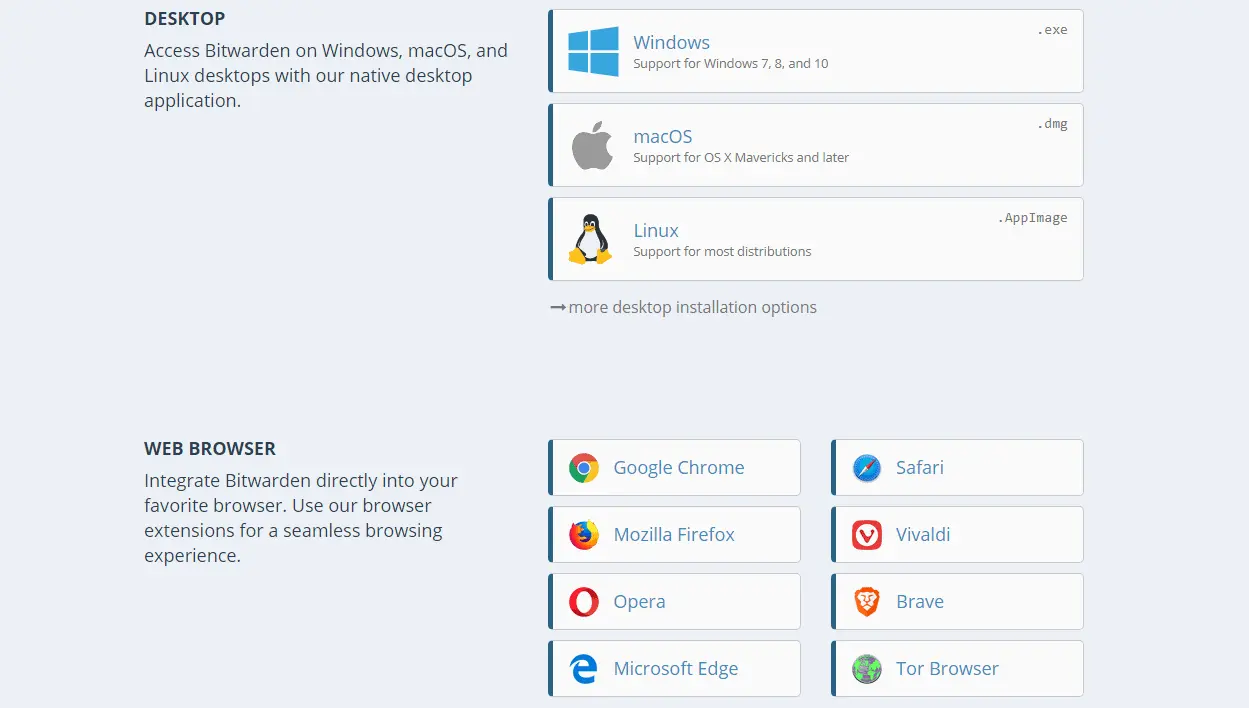 DESKTOP
Access Bitwarden on Windows, macOS, and
Linux desktops with our native desktop
application.
Windows
Support for Windows 7, 8, and 10
.exe
macOS
Support for OS X Mavericks and later
.dmg
Linux
Support for most distributions
.AppImage
→more desktop installation options
WEB BROWSER
Integrate Bitwarden directly into your
favorite browser. Use our browser
extensions for a seamless browsing
experience.
Google Chrome
Safari
Mozilla Firefox
Vivaldi
Opera
Brave
Microsoft Edge
Tor Browser